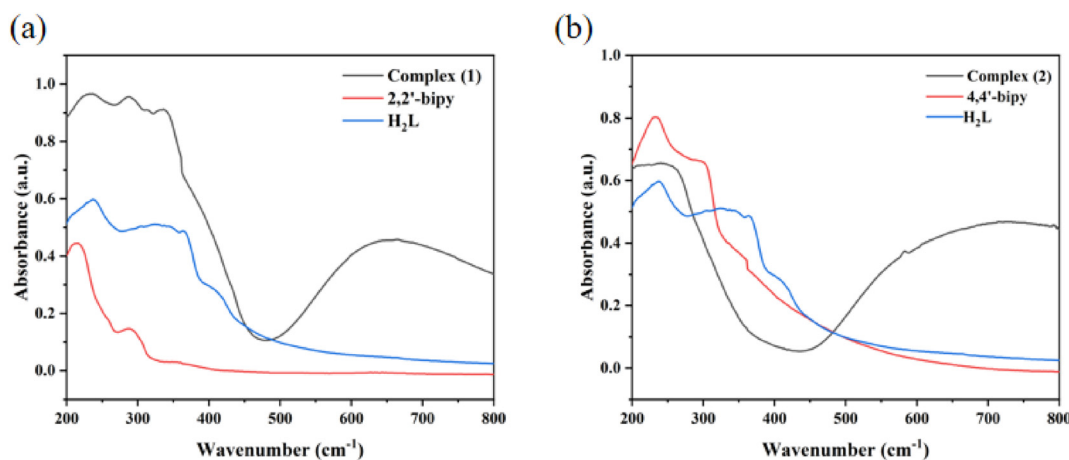 (a)
1.0
0.8
0.6
0.4
0.2
0.0
Absorbance (a.u.)
Complex (1)
2,2'-bipy
H₂L
200 300 400 500 600 700 800
Wavenumber (cm⁻¹)
(b)
1.0
0.8
0.6
0.4
0.2
0.0
Absorbance (a.u.)
Complex (2)
4,4'-bipy
H₂L
200 300 400 500 600 700 800
Wavenumber (cm⁻¹)